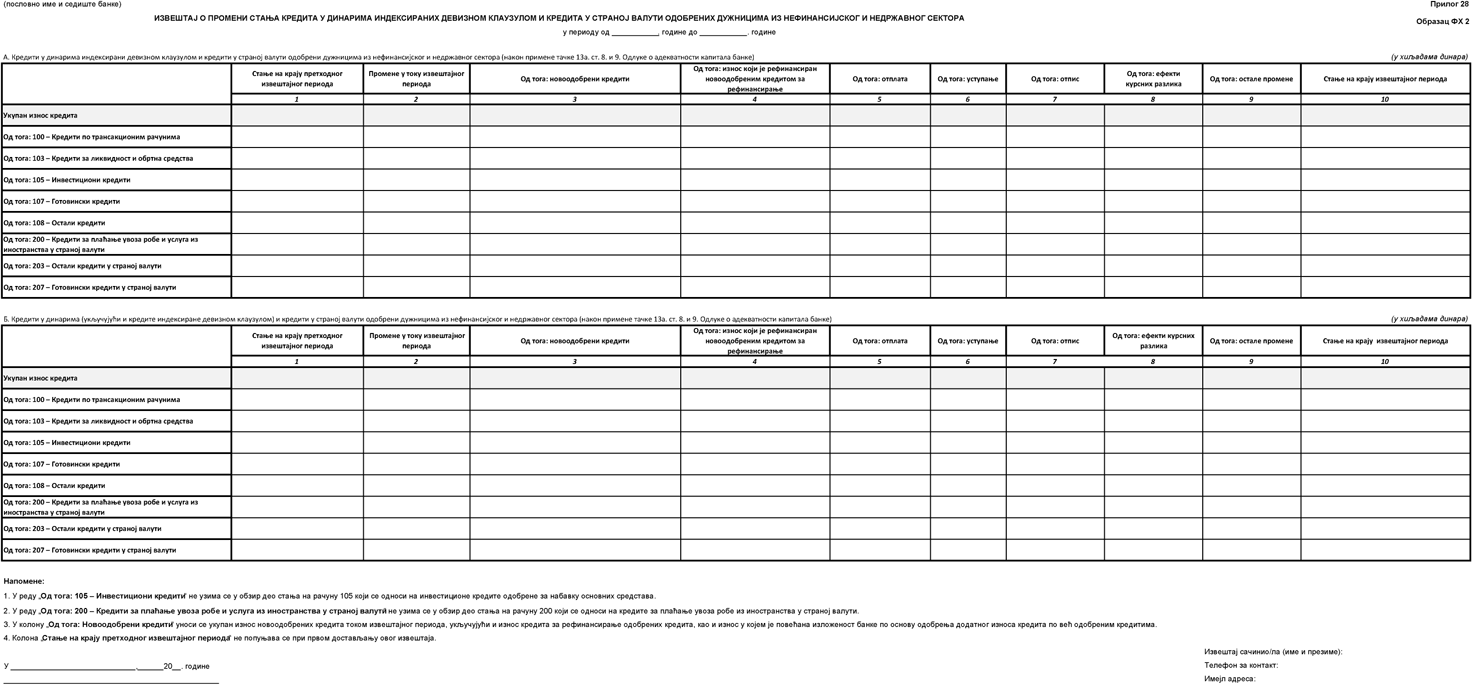 (пословно име и седиште банке)
Прилог 28
ИЗВЕШТАЈ О ПРОМЕНИ СТАЊА КРЕДИТА У ДИНАРИМА ИНДЕКСИРАНИХ ДЕВИЗНОМ КЛАУЗУЛОМ И КРЕДИТА У СТРАНОЈ ВАЛУТИ ОДОБРЕНИХ ДУЖНИЦИМА ИЗ НЕФИНАНСИЈСКОГ И НЕДРЖАВНОГ СЕКТОРА
Образац ФХ 2
у периоду од ____________, године до ____________. године
А. Кредити у динарима индексирани девизном клаузулом и кредити у страној валути одобрени дужницима из нефинансијског и недржавног сектора (након примене тачке 13а. ст. 8. и 9. Одлуке о адекватности капитала банке) (у хиљадама динара)
Стање на крају претходног извештајног периода
Промене у току извештајног периода
Од тога: новоодобрени кредити
Од тога: износ који је рефинансиран новоодобреним кредитом за рефинансирање
Од тога: отплата
Од тога: уступање
Од тога: отпис
Од тога: ефекти курсних разлика
Од тога: остале промене
Стање на крају извештајног периода
1 2 3 4 5 6 7 8 9 10
Укупан износ кредита
Од тога: 100 – Кредити по трансакционим рачунима
Од тога: 103 – Кредити за ликвидност и обртна средства
Од тога: 105 – Инвестициони кредити
Од тога: 107 – Готовински кредити
Од тога: 108 – Остали кредити
Од тога: 200 – Кредити за плаћање увоза робе и услуга из
иностранства у страној валути
Од тога: 203 – Остали кредити у страној валути
Од тога: 207 – Готовински кредити у страној валути
Б. Кредити у динарима (укључујући и кредите индексиране девизном клаузулом) и кредити у страној валути одобрени дужницима из нефинансијског и недржавног сектора (након примене тачке 13а. ст. 8. и 9. Одлуке о адекватности капитала банке) (у хиљадама динара)
Стање на крају претходног извештајног периода
Промене у току извештајног периода
Од тога: новоодобрени кредити
Од тога: износ који је рефинансиран новоодобреним кредитом за рефинансирање
Од тога: отплата
Од тога: уступање
Од тога: отпис
Од тога: ефекти курсних разлика
Од тога: остале промене
Стање на крају извештајног периода
1 2 3 4 5 6 7 8 9 10
Укупан износ кредита
Од тога: 100 – Кредити по трансакционим рачунима
Од тога: 103 – Кредити за ликвидност и обртна средства
Од тога: 105 – Инвестициони кредити
Од тога: 107 – Готовински кредити
Од тога: 108 – Остали кредити
Од тога: 200 – Кредити за плаћање увоза робе и услуга из
иностранства у страној валути
Од тога: 203 – Остали кредити у страној валути
Од тога: 207 – Готовински кредити у страној валути
Напомене:
1. У реду „Од тога: 105 – Инвестициони кредити“ не узима се у обзир део стања на рачуну 105 који се односи на инвестиционе кредите одобрене за набавку основних средстава.
2. У реду „Од тога: 200 – Кредити за плаћање увоза робе и услуга из иностранства у страној валути“ не узима се у обзир део стања на рачуну 200 који се односи на кредите за плаћање увоза робе из иностранства у страној валути.
3. У колону „Од тога: Новоодобрени кредити“ уноси се укупан износ новоодобрених кредита током извештајног периода, укључујући и износ кредита за рефинансирање одобрених кредита, као и износ у којем је повећана изложеност банке по основу одобрења додатног износа кредита по већ одобреним кредитима.
4. Колона „Стање на крају претходног извештајног периода“ не попуњава се при првом достављању овог извештаја.
Извештај сачинио/ла (име и презиме):
У ____________________________,______20__. године
Телефон за контакт:
Имејл адреса: